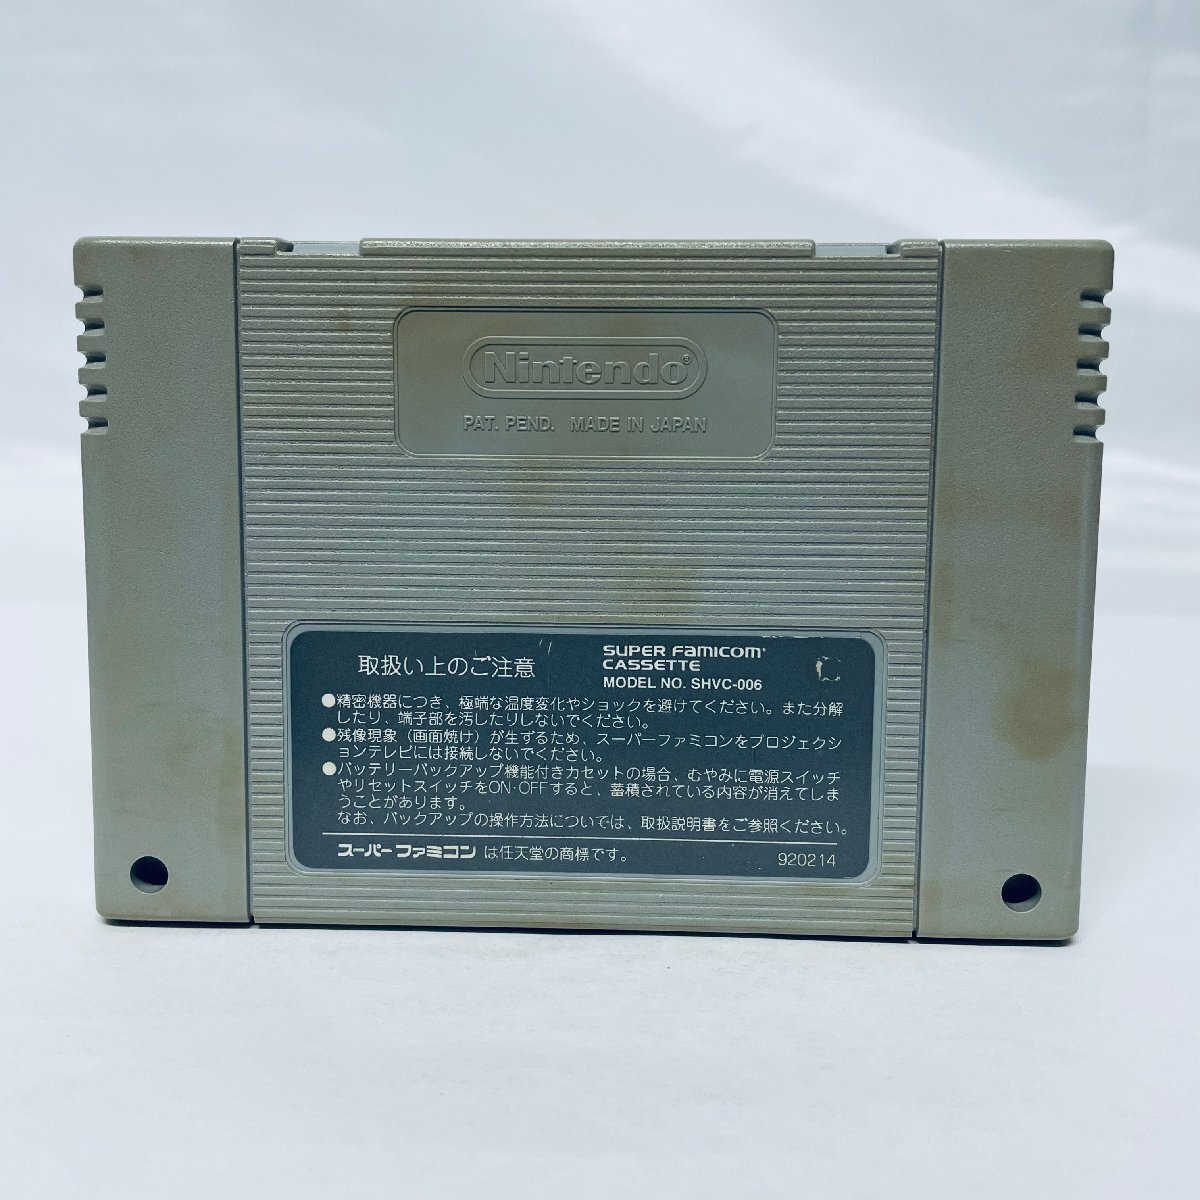 Nintendo®
PAT. PEND. MADE IN JAPAN
取扱い上のご注意
SUPER FAMICOM
CASSETTE
MODEL NO. SHVC-006
●精密機器につき、極端な温度変化やショックを避けてください。また分解
したり、端子部を汚したりしないでください。
●残像現象（画面焼け）が生ずるため、スーパーファミコンをプロジェクシ
ョンテレビには接続しないでください。
●バッテリーバックアップ機能付きカセットの場合、むやみに電源スイッチ
やリセットスイッチをON・OFFすると、蓄積されている内容が消えてしま
うことがあります。
なお、バックアップの操作方法については、取扱説明書をご参照ください。
スーパーファミコンは任天堂の商標です。
920214